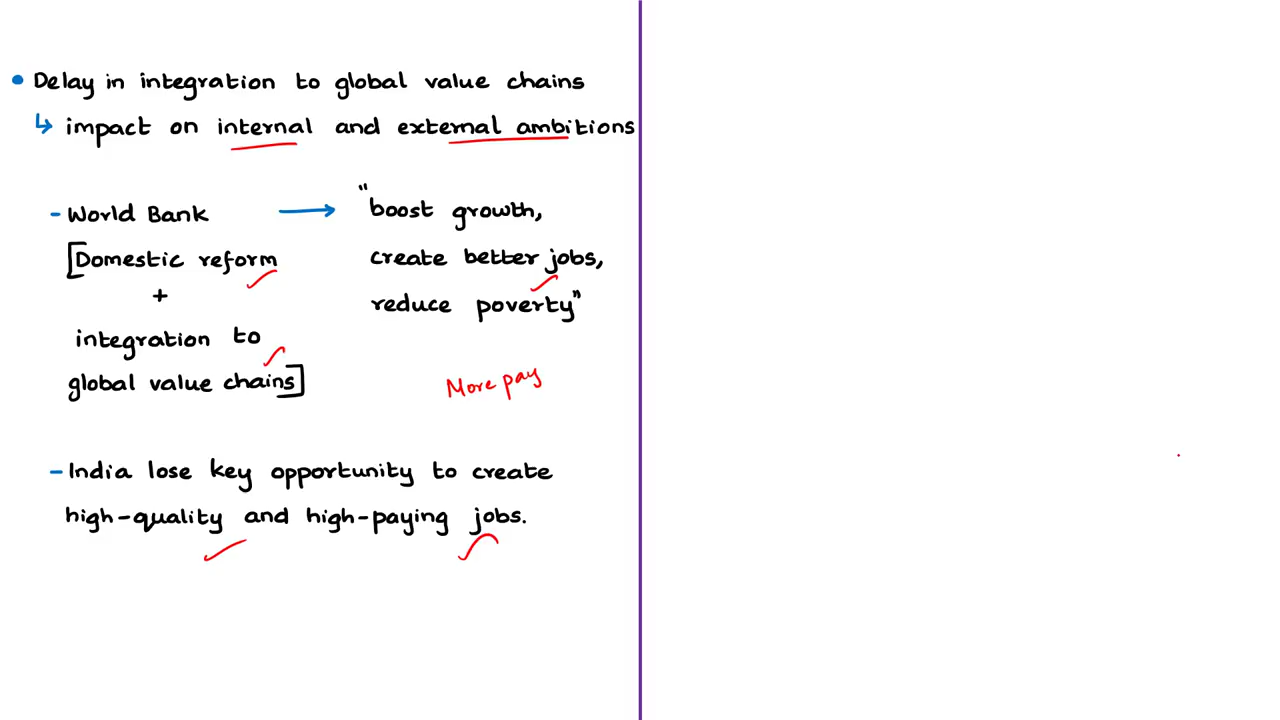 • Delay in integration to global value chains
↳ impact on internal and external ambitions
- World Bank → "boost growth,
[Domestic reform create better jobs,
+ reduce poverty"
integration to
global value chains]
More pay
- India lose key opportunity to create
high-quality and high-paying jobs.